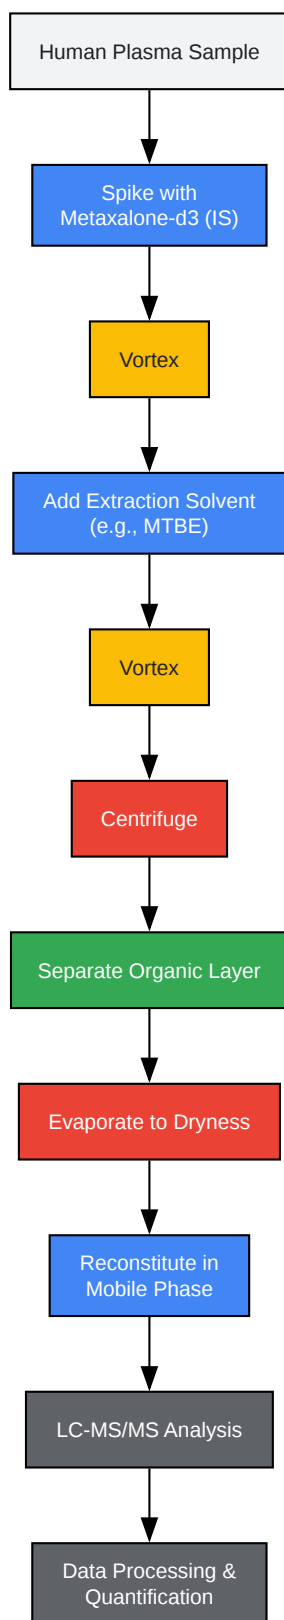 Human Plasma Sample
Spike with
Metaxalone-d3 (IS)
Vortex
Add Extraction Solvent
(e.g., MTBE)
Vortex
Centrifuge
Separate Organic Layer
Evaporate to Dryness
Reconstitute in
Mobile Phase
LC-MS/MS Analysis
Data Processing &
Quantification